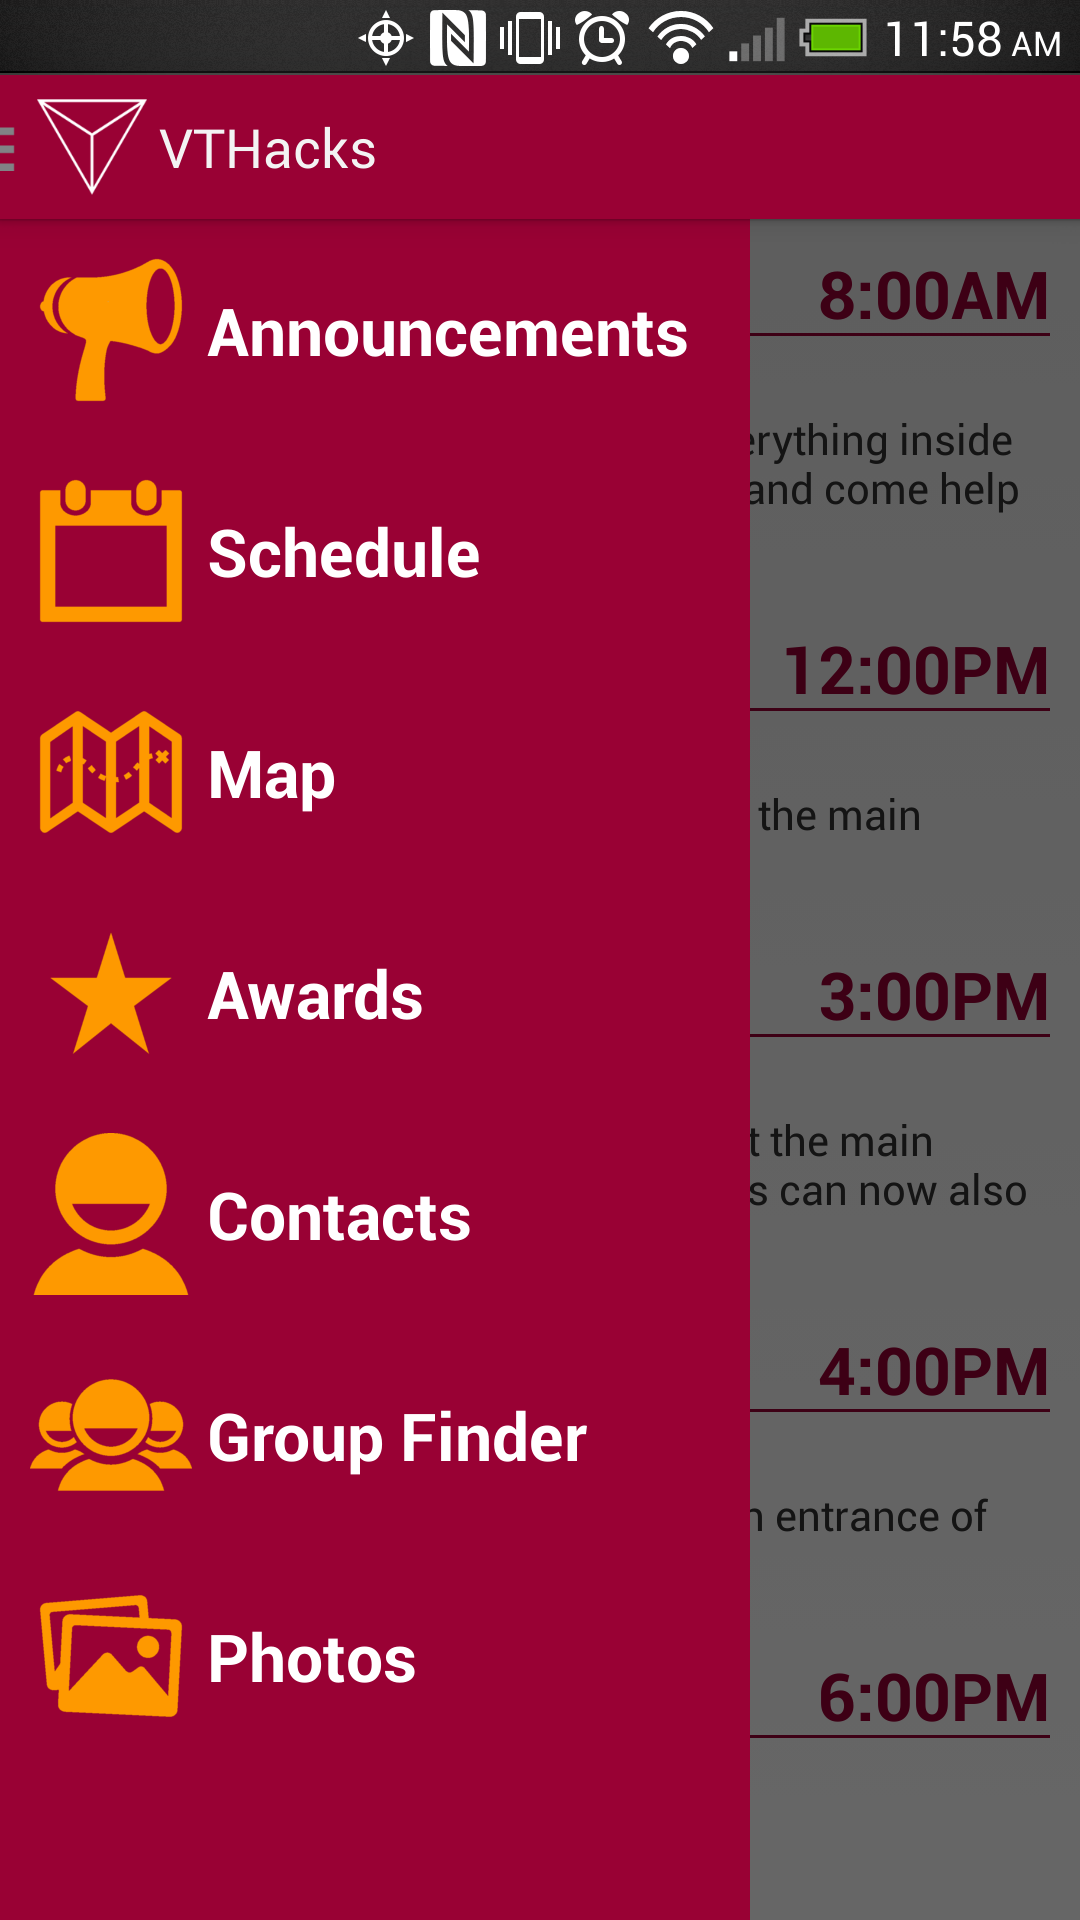 11:58 AM
VTHacks
Announcements
Schedule
Map
Awards
Contacts
Group Finder
Photos
8:00AM
inside
and come help
12:00PM
the main
3:00PM
the main
can now also
4:00PM
entrance of
6:00PM